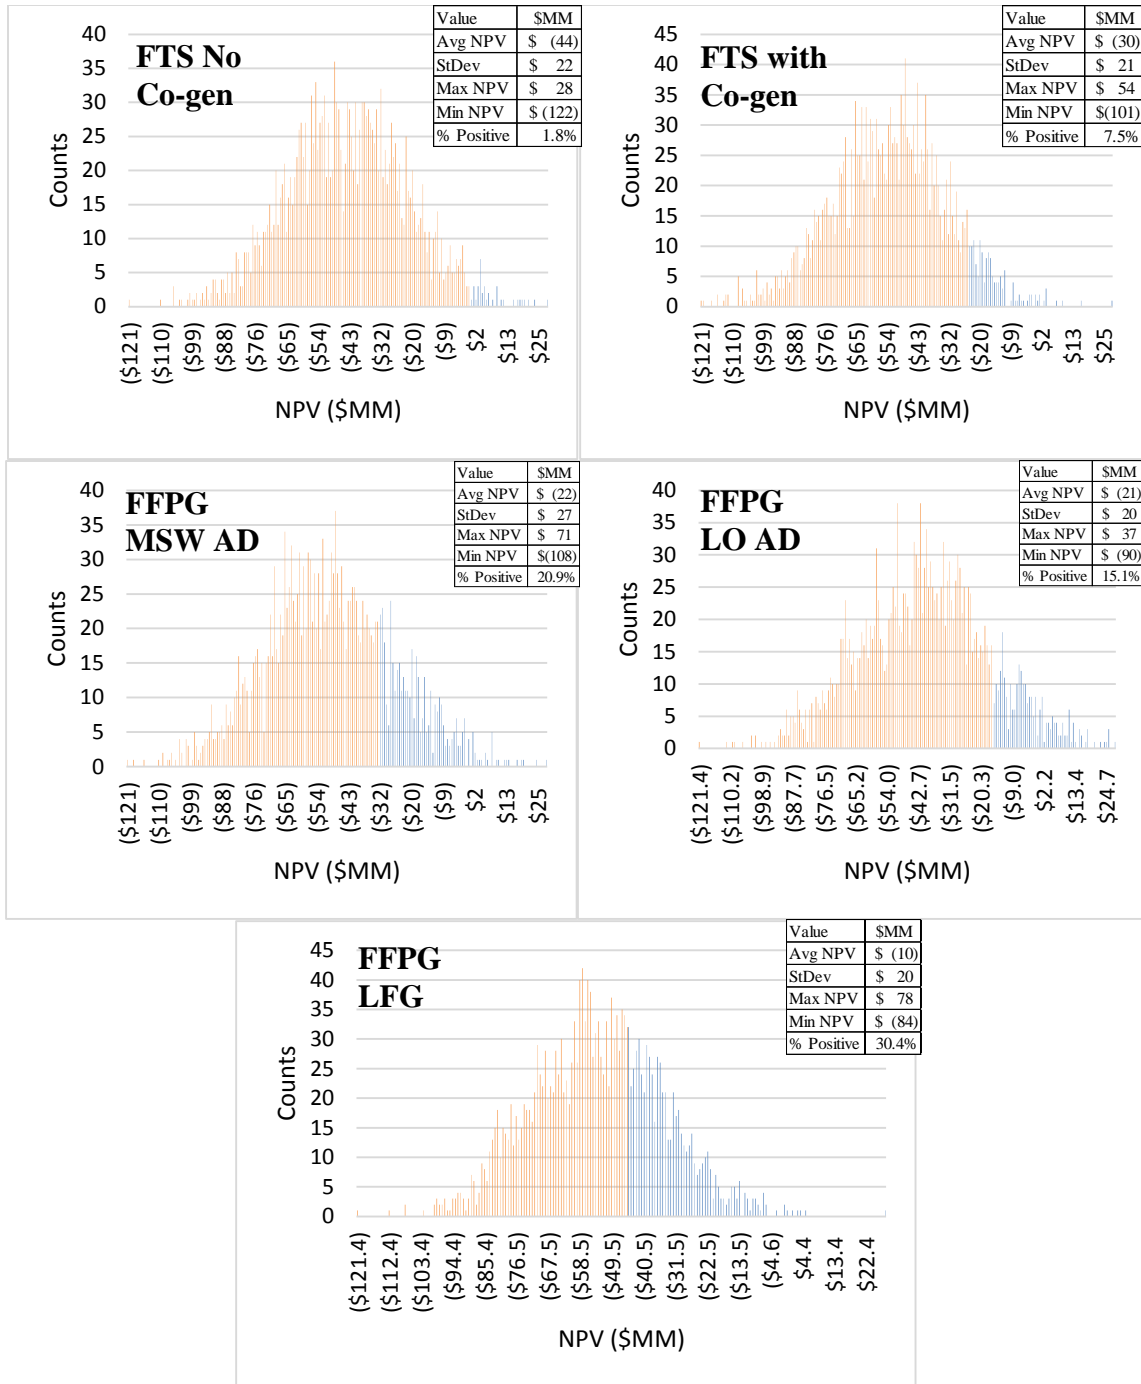 FTS No
Co-gen
Value $MM
Avg NPV $ (44)
StDev $ 22
Max NPV $ 28
Min NPV $ (122)
% Positive 1.8%
40
35
30
25
20
15
10
5
0
Counts
($121)
($110)
($99)
($88)
($76)
($65)
($54)
($43)
($32)
($20)
($9)
$2
$13
$25
NPV ($MM)
FTS with
Co-gen
Value $MM
Avg NPV $ (30)
StDev $ 21
Max NPV $ 54
Min NPV $(101)
% Positive 7.5%
40
35
30
25
20
15
10
5
0
Counts
($121)
($110)
($99)
($88)
($76)
($65)
($54)
($43)
($32)
($20)
($9)
$2
$13
$25
NPV ($MM)
FFPG
MSW AD
Value $MM
Avg NPV $ (22)
StDev $ 27
Max NPV $ 71
Min NPV $(108)
% Positive 20.9%
40
35
30
25
20
15
10
5
0
Counts
($121)
($110)
($99)
($88)
($76)
($65)
($54)
($43)
($32)
($20)
($9)
$2
$13
$25
NPV ($MM)
FFPG
LO AD
Value $MM
Avg NPV $ (21)
StDev $ 20
Max NPV $ 37
Min NPV $ (90)
% Positive 15.1%
40
35
30
25
20
15
10
5
0
Counts
($121.4)
($110.2)
($98.9)
($87.7)
($76.5)
($65.2)
($54.0)
($42.7)
($31.5)
($20.3)
($9.0)
$2.2
$13.4
$24.7
NPV ($MM)
FFPG
LFG
Value $MM
Avg NPV $ (10)
StDev $ 20
Max NPV $ 78
Min NPV $ (84)
% Positive 30.4%
45
40
35
30
25
20
15
10
5
0
Counts
($121.4)
($112.4)
($103.4)
($94.4)
($85.4)
($76.5)
($67.5)
($58.5)
($49.5)
($40.5)
($31.5)
($22.5)
($13.5)
($4.6)
$4.4
$13.4
$22.4
NPV ($MM)